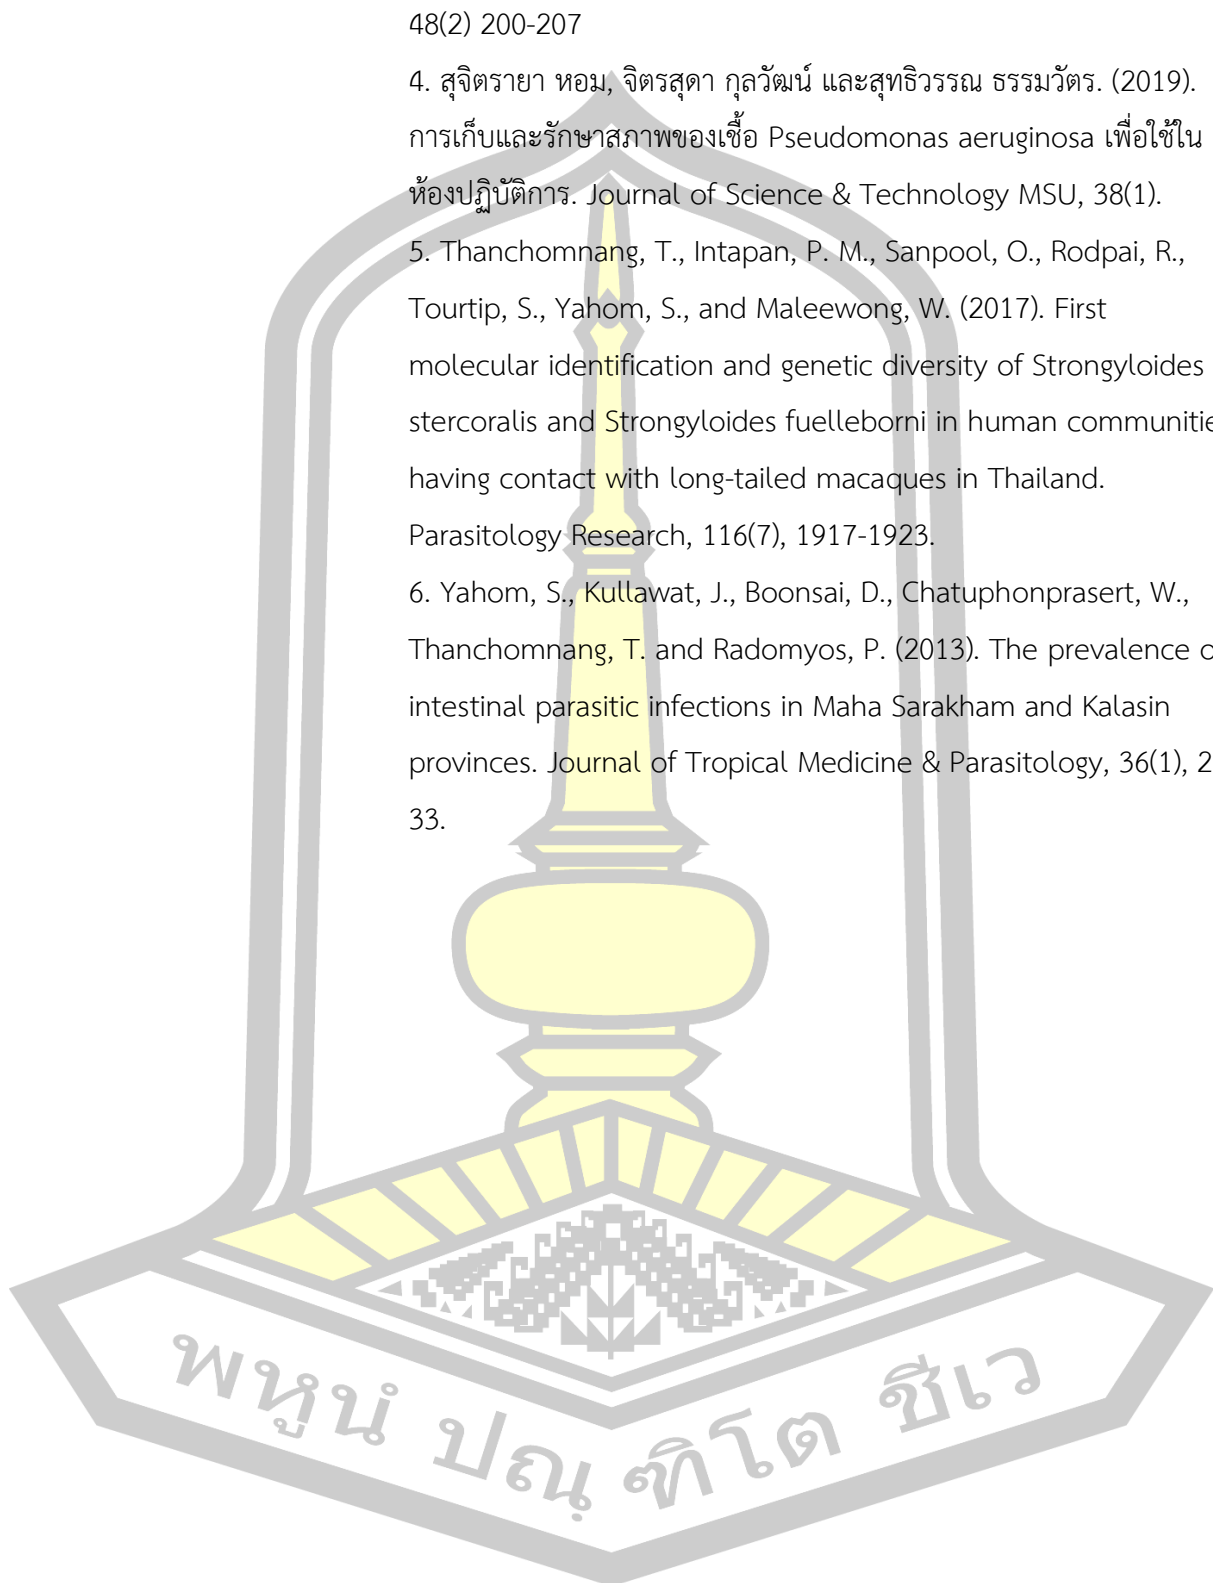 48(2) 200-207
4. สุจิตรายา หอม, จิตรสุดา กุลวัฒน์ และสุทธิวรรณ ธรรมวัตร. (2019).
การเก็บและรักษาสภาพของเชื้อ Pseudomonas aeruginosa เพื่อใช้ใน
ห้องปฏิบัติการ. Journal of Science & Technology MSU, 38(1).
5. Thanchomnang, T., Intapan, P. M., Sanpool, O., Rodpai, R.,
Tourtip, S., Yahom, S., and Maleewong, W. (2017). First
molecular identification and genetic diversity of Strongyloides
stercoralis and Strongyloides fuelleborni in human communitie
having contact with long-tailed macaques in Thailand.
Parasitology Research, 116(7), 1917-1923.
6. Yahom, S., Kullawat, J., Boonsai, D., Chatuphonprasert, W.,
Thanchomnang, T. and Radomyos, P. (2013). The prevalence o
intestinal parasitic infections in Maha Sarakham and Kalasin
provinces. Journal of Tropical Medicine & Parasitology, 36(1), 2
33.
พหูนํ ปณฺฑิโต ชีเว